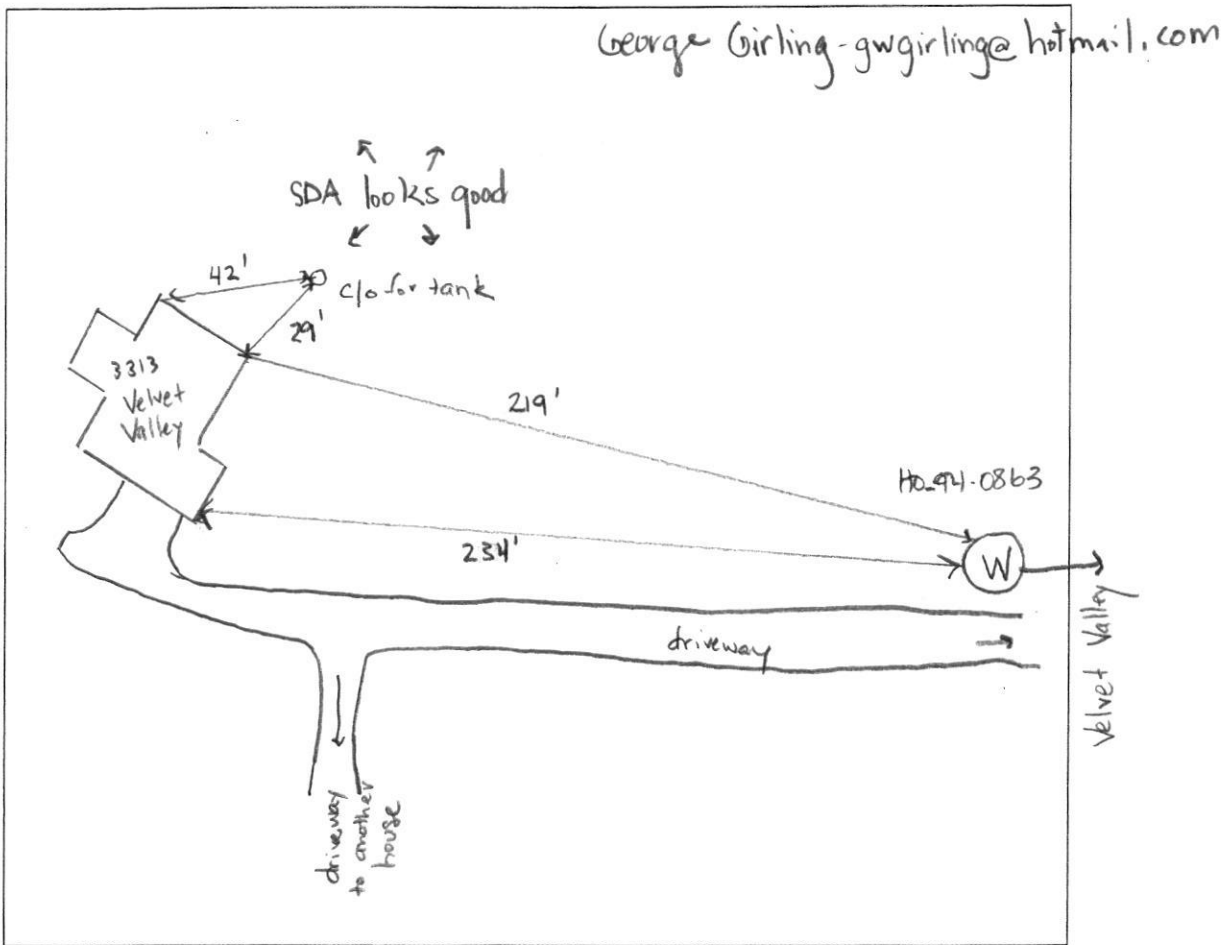 George Girling - gwgirling@hotmail.com
SDA looks good
42'
c/o for tank
29'
3313
Velvet
Valley
219'
HO-94-0863
234'
W
driveway
Velvet Valley
driveway
to another
house